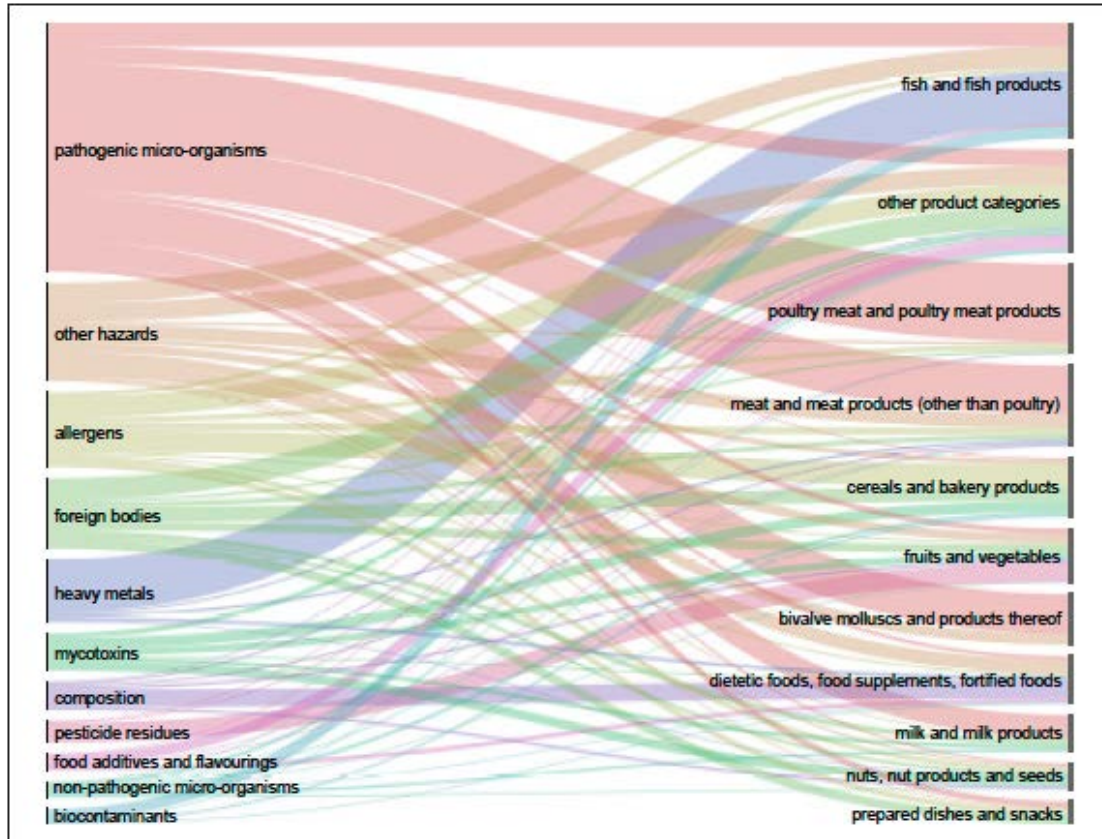 pathogenic micro-organisms
other hazards
allergens
foreign bodies
heavy metals
mycotoxins
composition
pesticide residues
food additives and flavourings
non-pathogenic micro-organisms
biocontaminants
fish and fish products
other product categories
poultry meat and poultry meat products
meat and meat products (other than poultry)
cereals and bakery products
fruits and vegetables
bivalve molluscs and products thereof
dietetic foods, food supplements, fortified foods
milk and milk products
nuts, nut products and seeds
prepared dishes and snacks